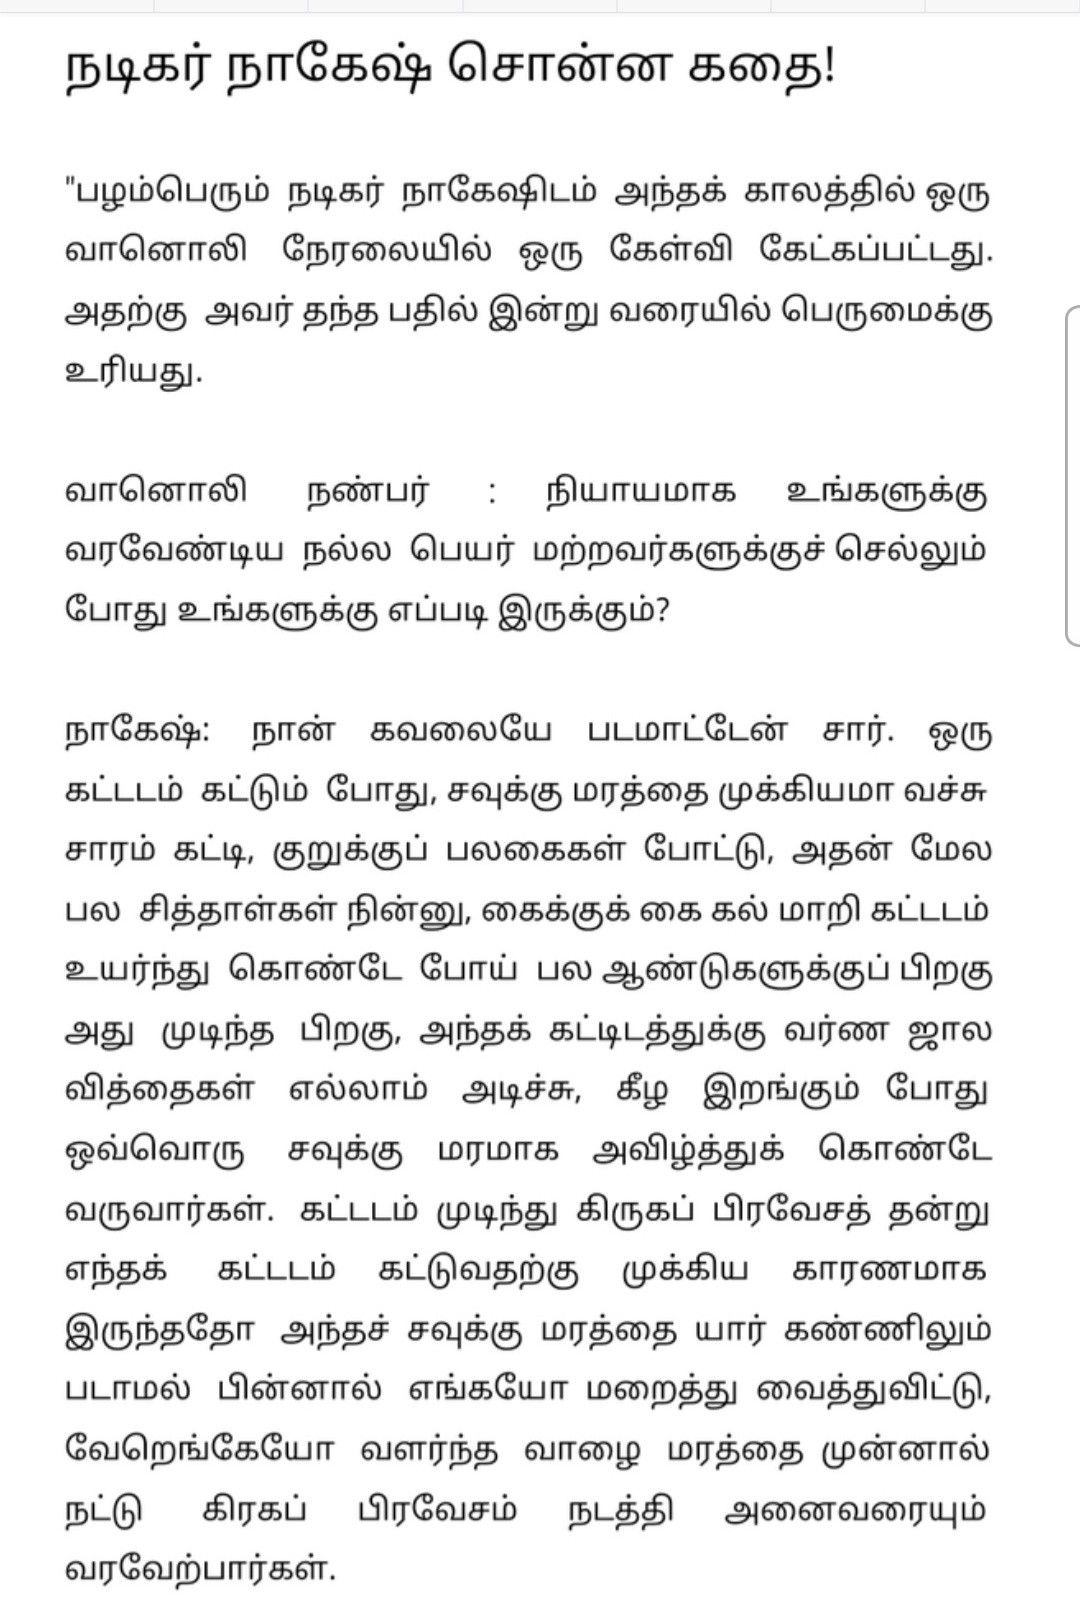 நடிகர் நாகேஷ் சொன்ன கதை!
"பழம்பெரும் நடிகர் நாகேஷிடம் அந்தக் காலத்தில் ஒரு
வானொலி நேரலையில் ஒரு கேள்வி கேட்கப்பட்டது.
அதற்கு அவர் தந்த பதில் இன்று வரையில் பெருமைக்கு
உரியது.
வானொலி நண்பர் : நியாயமாக உங்களுக்கு
வரவேண்டிய நல்ல பெயர் மற்றவர்களுக்குச் செல்லும்
போது உங்களுக்கு எப்படி இருக்கும்?
நாகேஷ்: நான் கவலையே படமாட்டேன் சார். ஒரு
கட்டடம் கட்டும் போது, சவுக்கு மரத்தை முக்கியமா வச்சு
சாரம் கட்டி, குறுக்குப் பலகைகள் போட்டு, அதன் மேல
பல சித்தாள்கள் நின்னு, கைக்குக் கை கல் மாறி கட்டடம்
உயர்ந்து கொண்டே போய் பல ஆண்டுகளுக்குப் பிறகு
அது முடிந்த பிறகு, அந்தக் கட்டிடத்துக்கு வர்ண ஜால
வித்தைகள் எல்லாம் அடிச்சு, கீழ இறங்கும் போது
ஒவ்வொரு சவுக்கு மரமாக அவிழ்த்துக் கொண்டே
வருவார்கள். கட்டடம் முடிந்து கிருகப் பிரவேசத் தன்று
எந்தக் கட்டடம் கட்டுவதற்கு முக்கிய காரணமாக
இருந்ததோ அந்தச் சவுக்கு மரத்தை யார் கண்ணிலும்
படாமல் பின்னால் எங்கயோ மறைத்து வைத்துவிட்டு,
வேறெங்கேயோ வளர்ந்த வாழை மரத்தை முன்னால்
நட்டு கிரகப் பிரவேசம் நடத்தி அனைவரையும்
வரவேற்பார்கள்.